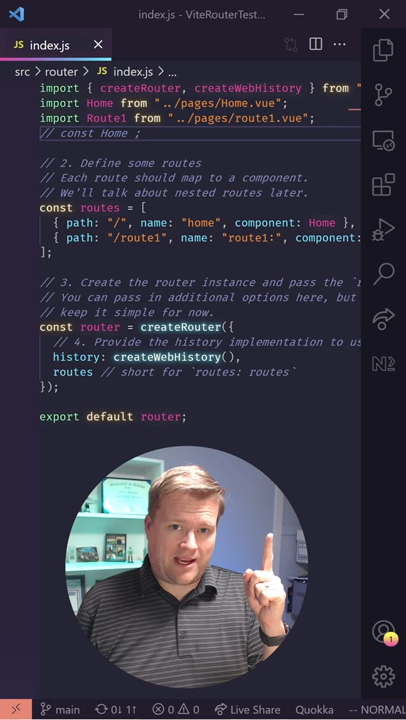 index.js - ViteRouterTest...
JS index.js
src > router > JS index.js > ...
import { createRouter, createWebHistory } from "
import Home from "../pages/Home.vue";
import Route1 from "../pages/route1.vue";
// const Home ;
// 2. Define some routes
// Each route should map to a component.
// We'll talk about nested routes later.
const routes = [
{ path: "/", name: "home", component: Home },
{ path: "/route1", name: "route1:", component:
];
// 3. Create the router instance and pass the `r
// You can pass in additional options here, but
// keep it simple for now.
const router = createRouter({
// 4. Provide the history implementation to us
history: createWebHistory(),
routes // short for `routes: routes`
});
export default router;
N2
1
main 0↓ 1↑ 0 0 Live Share Quokka -- NORMAL